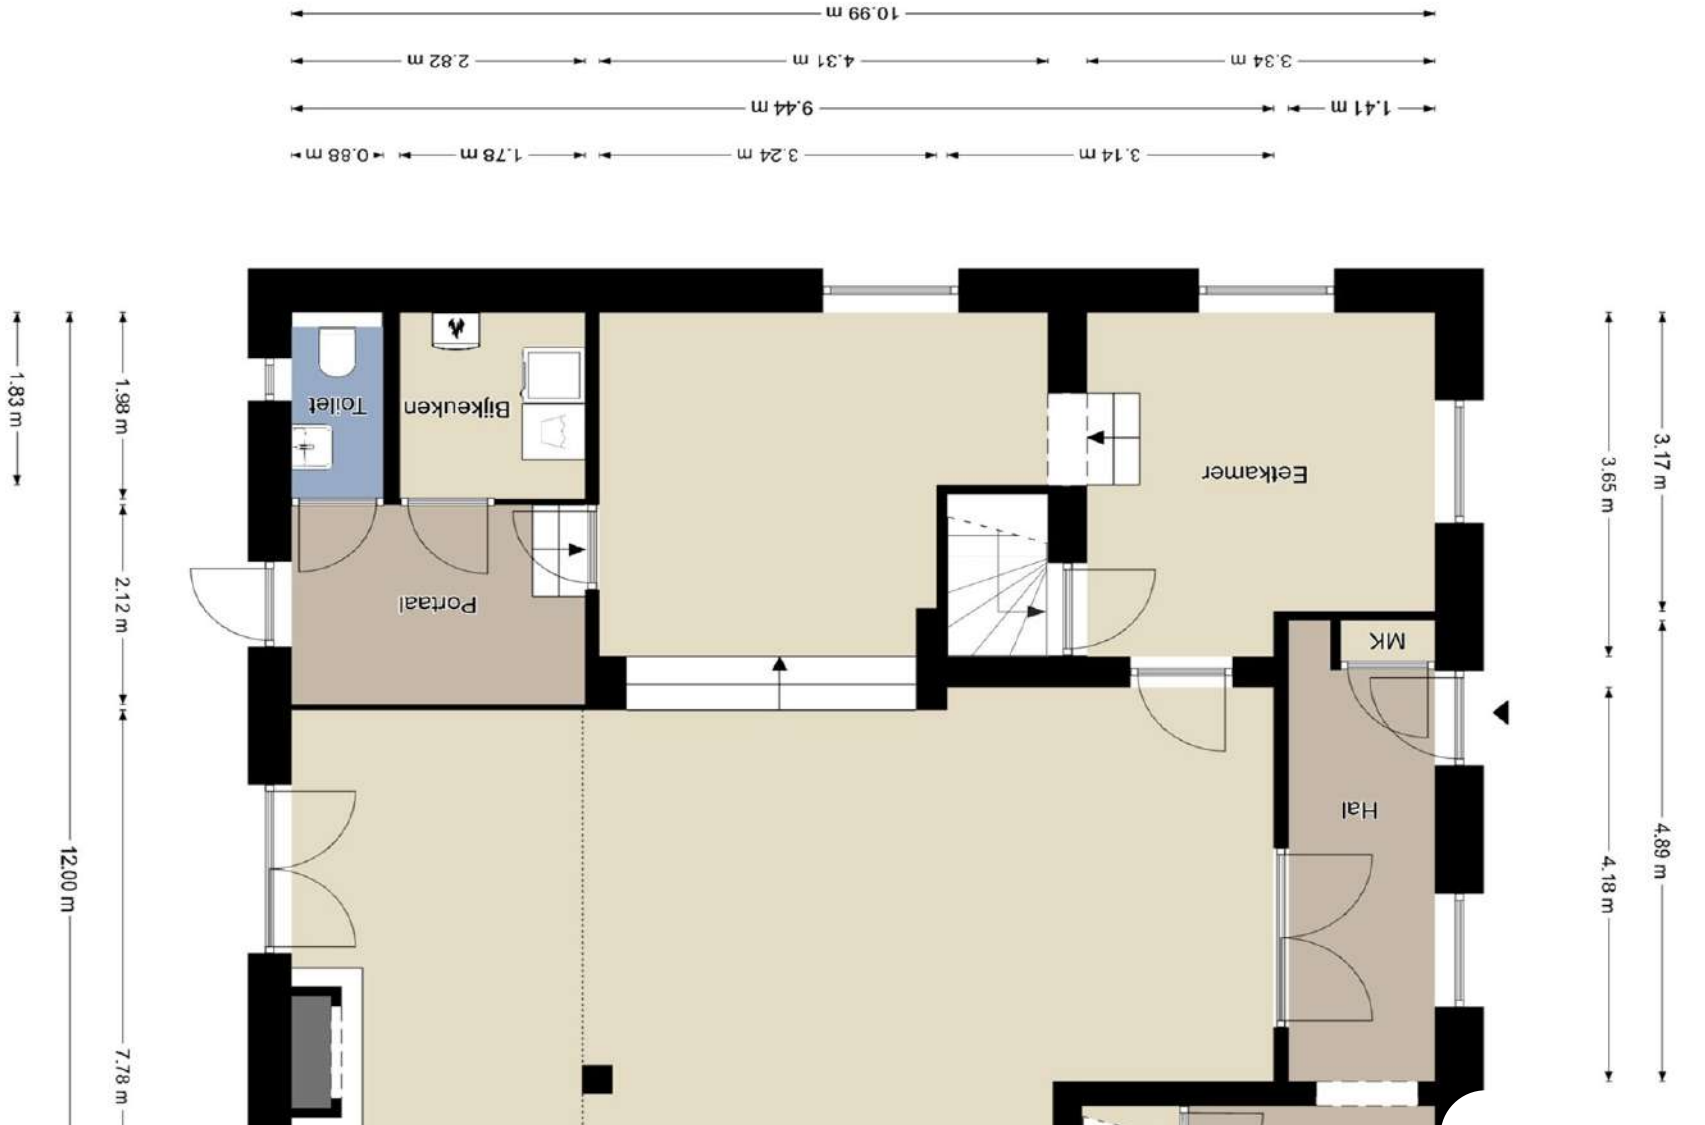 10.99 m
2.82 m
4.31 m
3.34 m
9.44 m
1.41 m
0.88 m
1.78 m
3.24 m
3.14 m
1.83 m
12.00 m
1.98 m
2.12 m
7.78 m
Toilet
Bijkeuken
Portaal
Eetkamer
MK
Hal
3.65 m
4.18 m
3.17 m
4.89 m